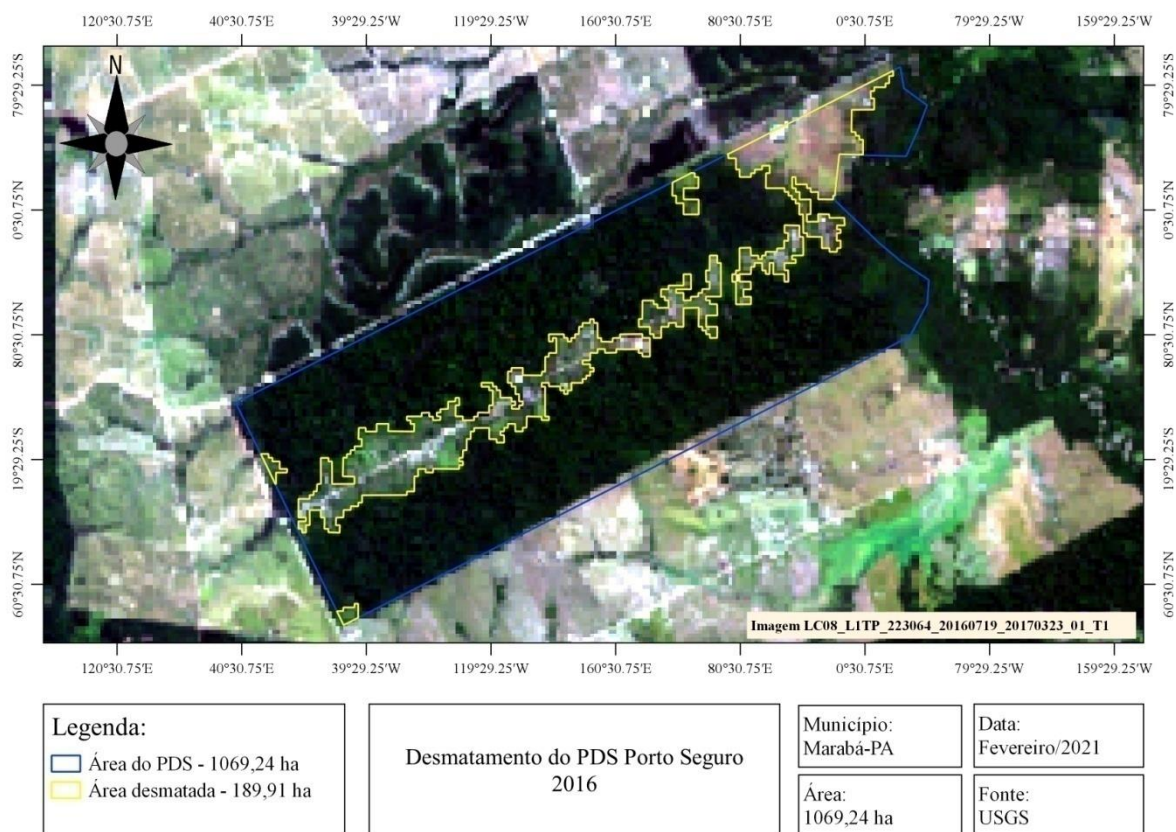 120°30.75'E 40°30.75'E 39°29.25'W 119°29.25'W 160°30.75'E 80°30.75'E 0°30.75'E 79°29.25'W 159°29.25'W
N
79°29.25'S 79°29.25'S
0°30.75'N 0°30.75'N
80°30.75'N 80°30.75'N
19°29.25'S 19°29.25'S
60°30.75'N 60°30.75'N
Imagem LC08_L1TP_223064_20160719_20170323_01_T1
120°30.75'E 40°30.75'E 39°29.25'W 119°29.25'W 160°30.75'E 80°30.75'E 0°30.75'E 79°29.25'W 159°29.25'W
Legenda:
Área do PDS - 1069,24 ha
Área desmatada - 189,91 ha
Desmatamento do PDS Porto Seguro
2016
Município:
Marabá-PA
Data:
Fevereiro/2021
Área:
1069,24 ha
Fonte:
USGS